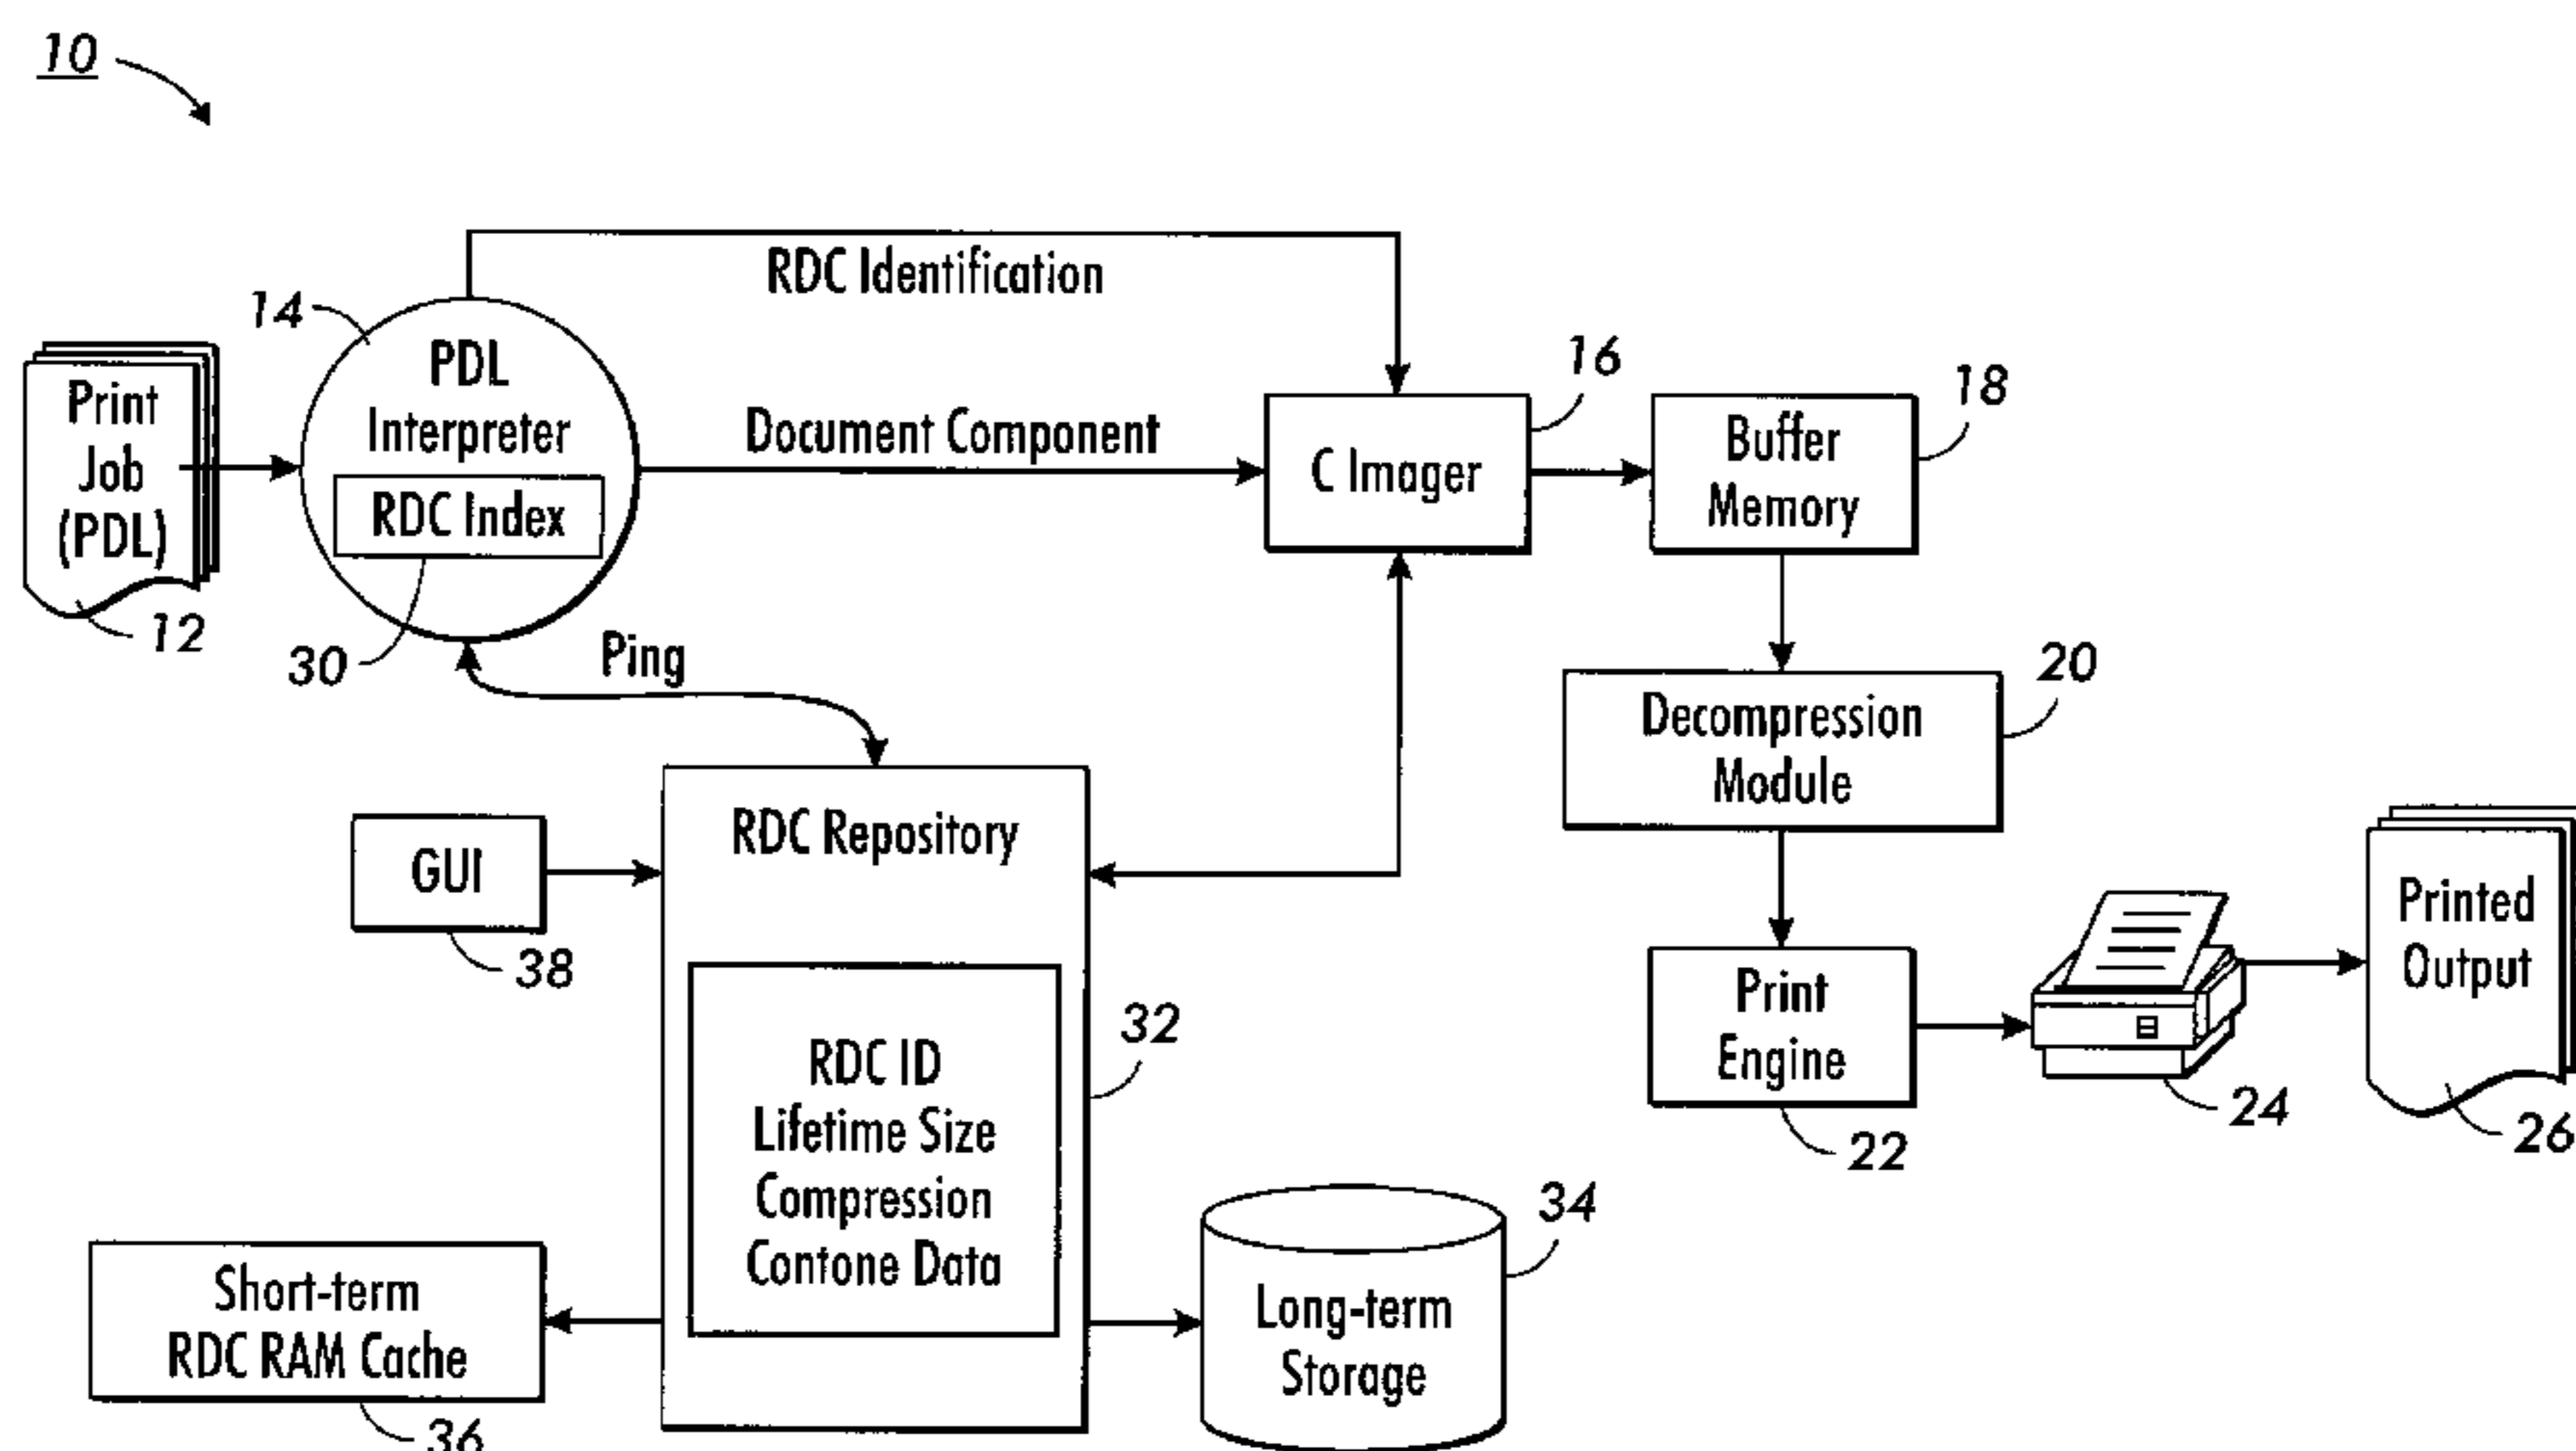 10
RDC Identification
14
PDL
Interpreter
RDC Index
30
Print
Job
(PDL)
12
Document Component
16
C Imager
18
Buffer
Memory
Ping
20
Decompression
Module
RDC Repository
GUI
38
32
RDC ID
Lifetime Size
Compression
Contone Data
Print
Engine
22
24
Printed
Output
26
34
Long-term
Storage
Short-term
RDC RAM Cache
36